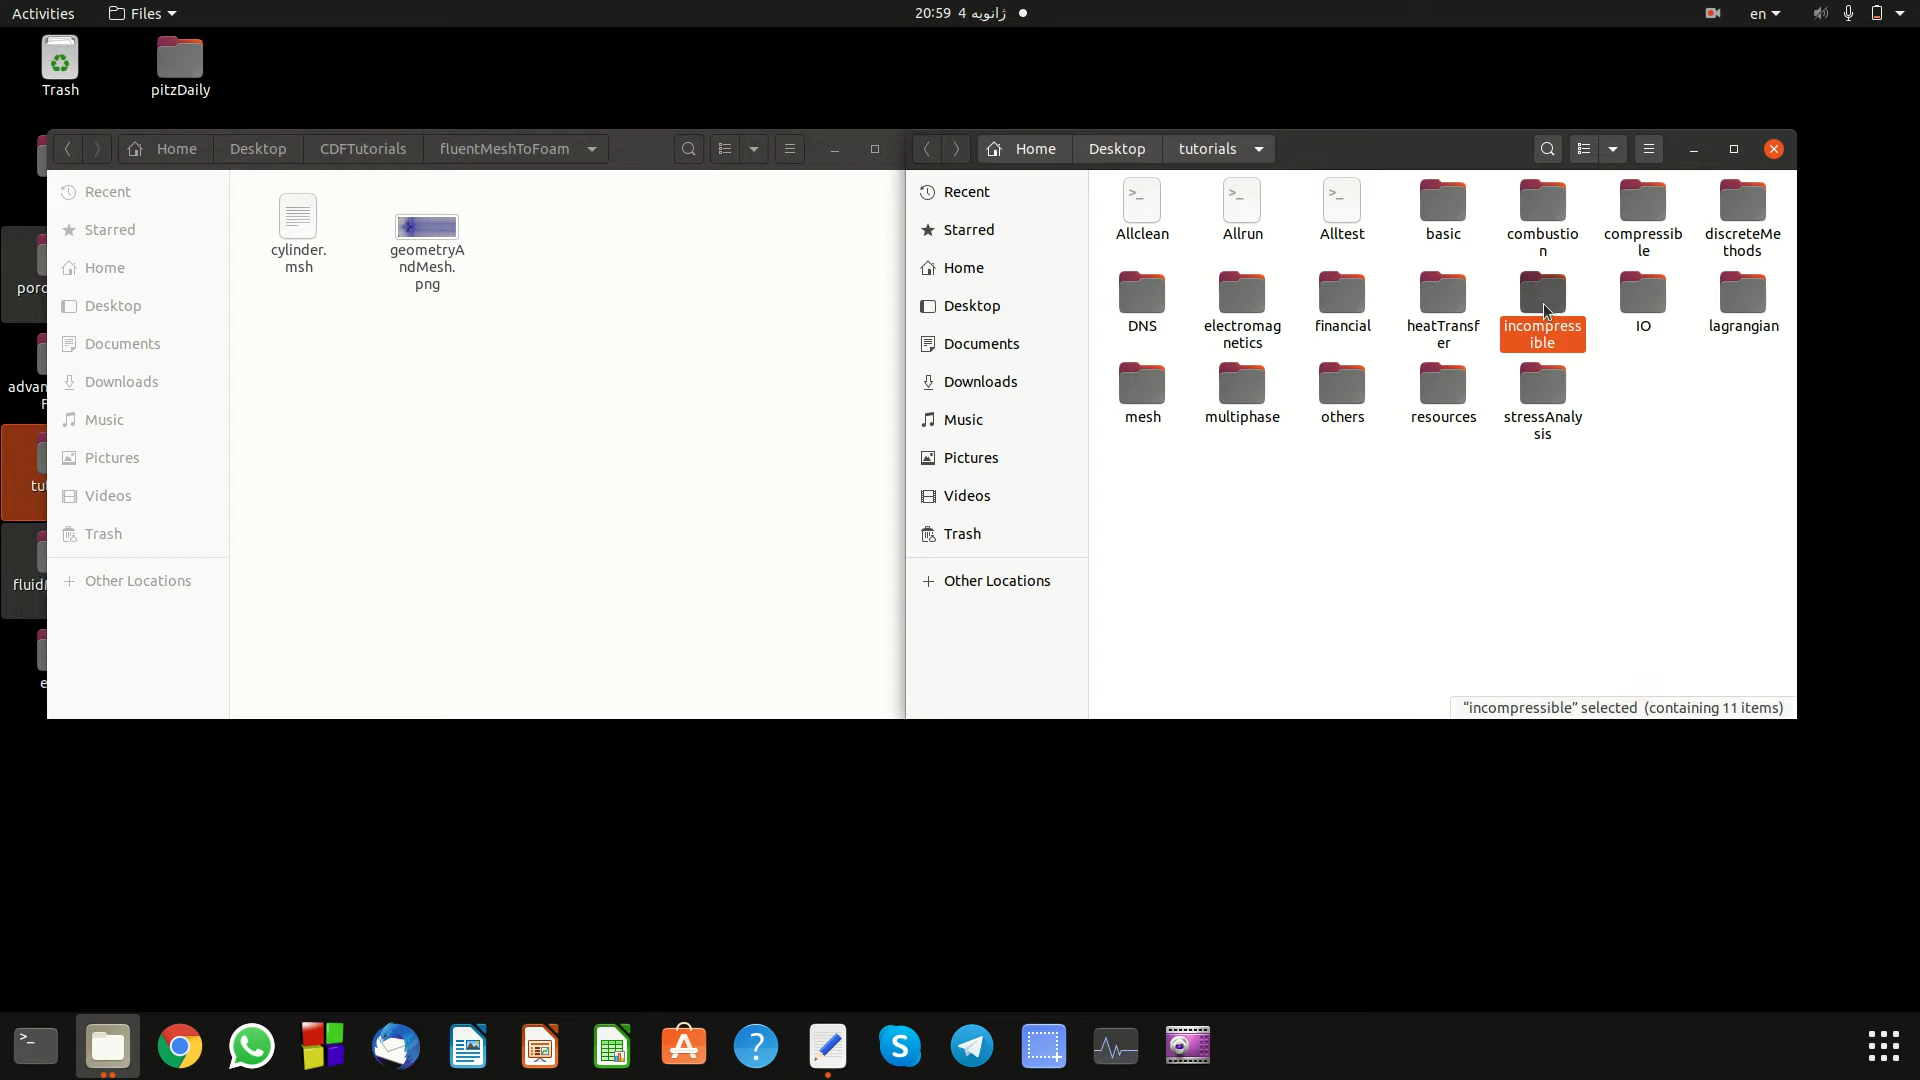 Activities
Files
20:59 ژانویه 4
en
Trash
pitzDaily
Home
Desktop
CDFTutorials
fluentMeshToFoam
Recent
Starred
Home
Desktop
Documents
Downloads
Music
Pictures
Videos
Trash
Other Locations
cylinder.
msh
geometryA
ndMesh.
png
Home
Desktop
tutorials
Recent
Starred
Home
Desktop
Documents
Downloads
Music
Pictures
Videos
Trash
Other Locations
Allclean
Allrun
Alltest
basic
combustio
n
compressib
le
discreteMe
thods
DNS
electromag
netics
financial
heatTransf
er
incompress
ible
IO
lagrangian
mesh
multiphase
others
resources
stressAnaly
sis
"incompressible" selected (containing 11 items)